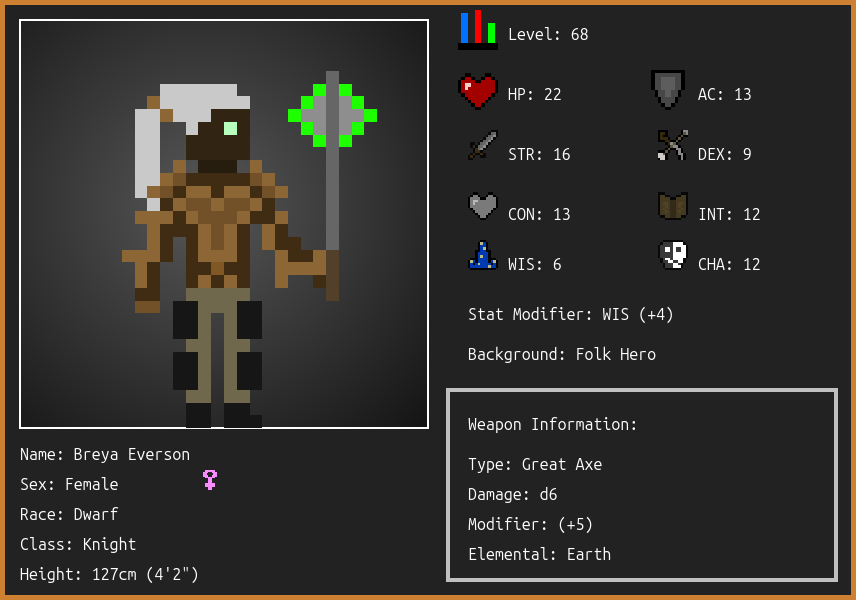 Level: 68
HP: 22
AC: 13
STR: 16
DEX: 9
CON: 13
INT: 12
WIS: 6
CHA: 12
Stat Modifier: WIS (+4)
Background: Folk Hero
Weapon Information:
Type: Great Axe
Damage: d6
Modifier: (+5)
Elemental: Earth
Name: Breya Everson
Sex: Female
Race: Dwarf
Class: Knight
Height: 127cm (4'2")